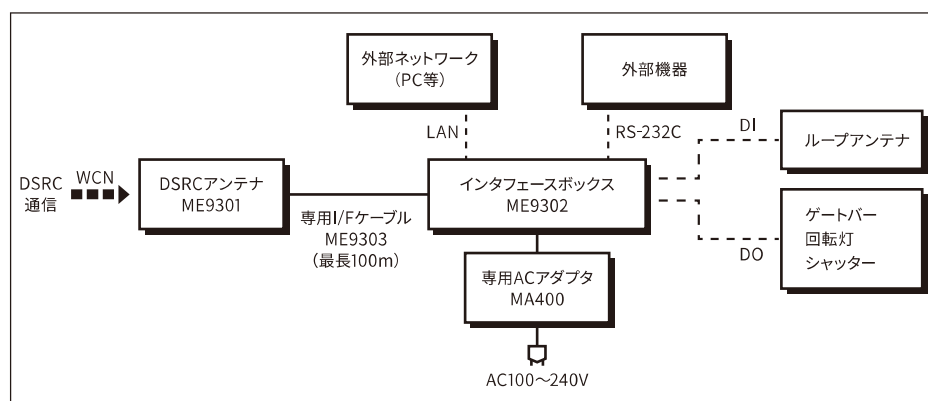 外部ネットワーク
(PC等)
外部機器
LAN
RS-232C
DI
ループアンテナ
DSRC
通信
WCN
DSRCアンテナ
ME9301
インタフェースボックス
ME9302
専用I/Fケーブル
ME9303
(最長100m)
DO
ゲートバー
回転灯
シャッター
専用ACアダプタ
MA400
AC100~240V